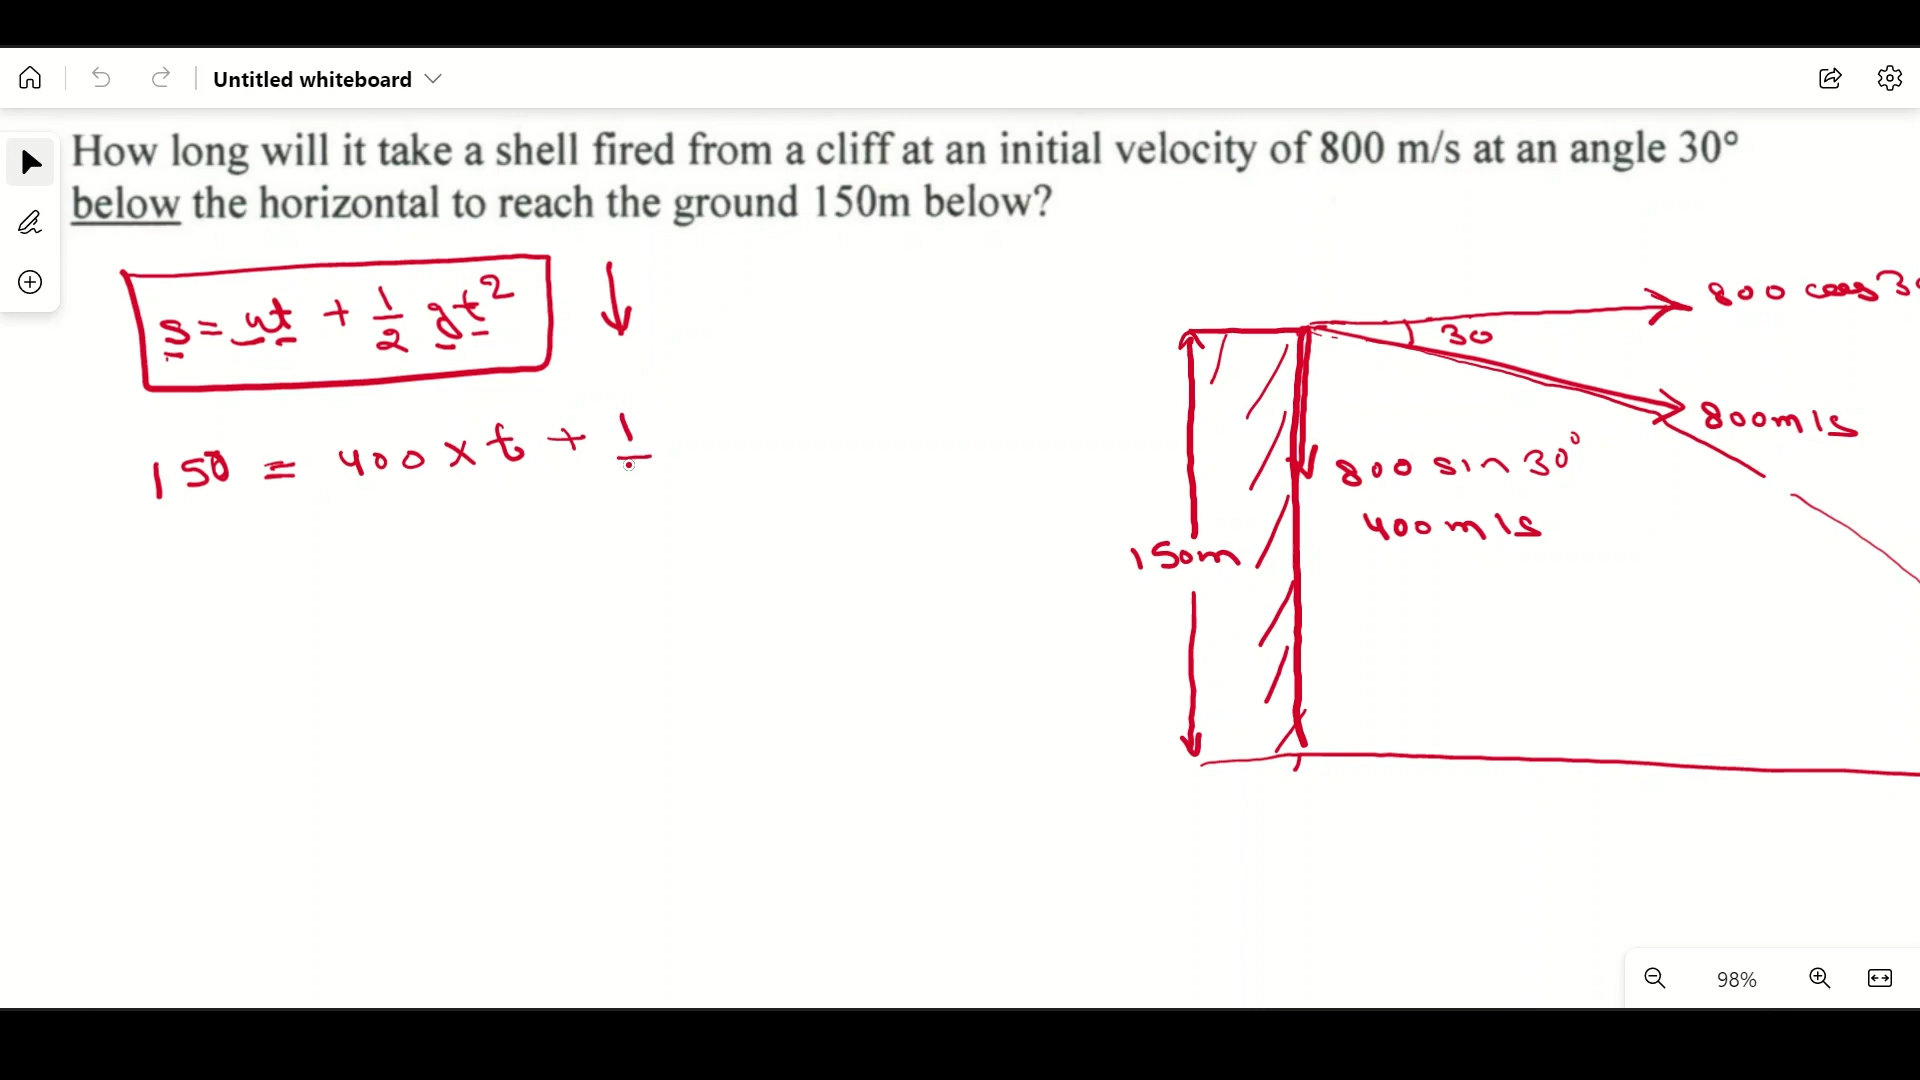 Untitled whiteboard
How long will it take a shell fired from a cliff at an initial velocity of 800 m/s at an angle 30°
below the horizontal to reach the ground 150m below?
s = ut + 1/2 gt²
150 = 400 × t + 1/
800 cos 30
30
800m/s
800 sin 30°
400m/s
150m
98%